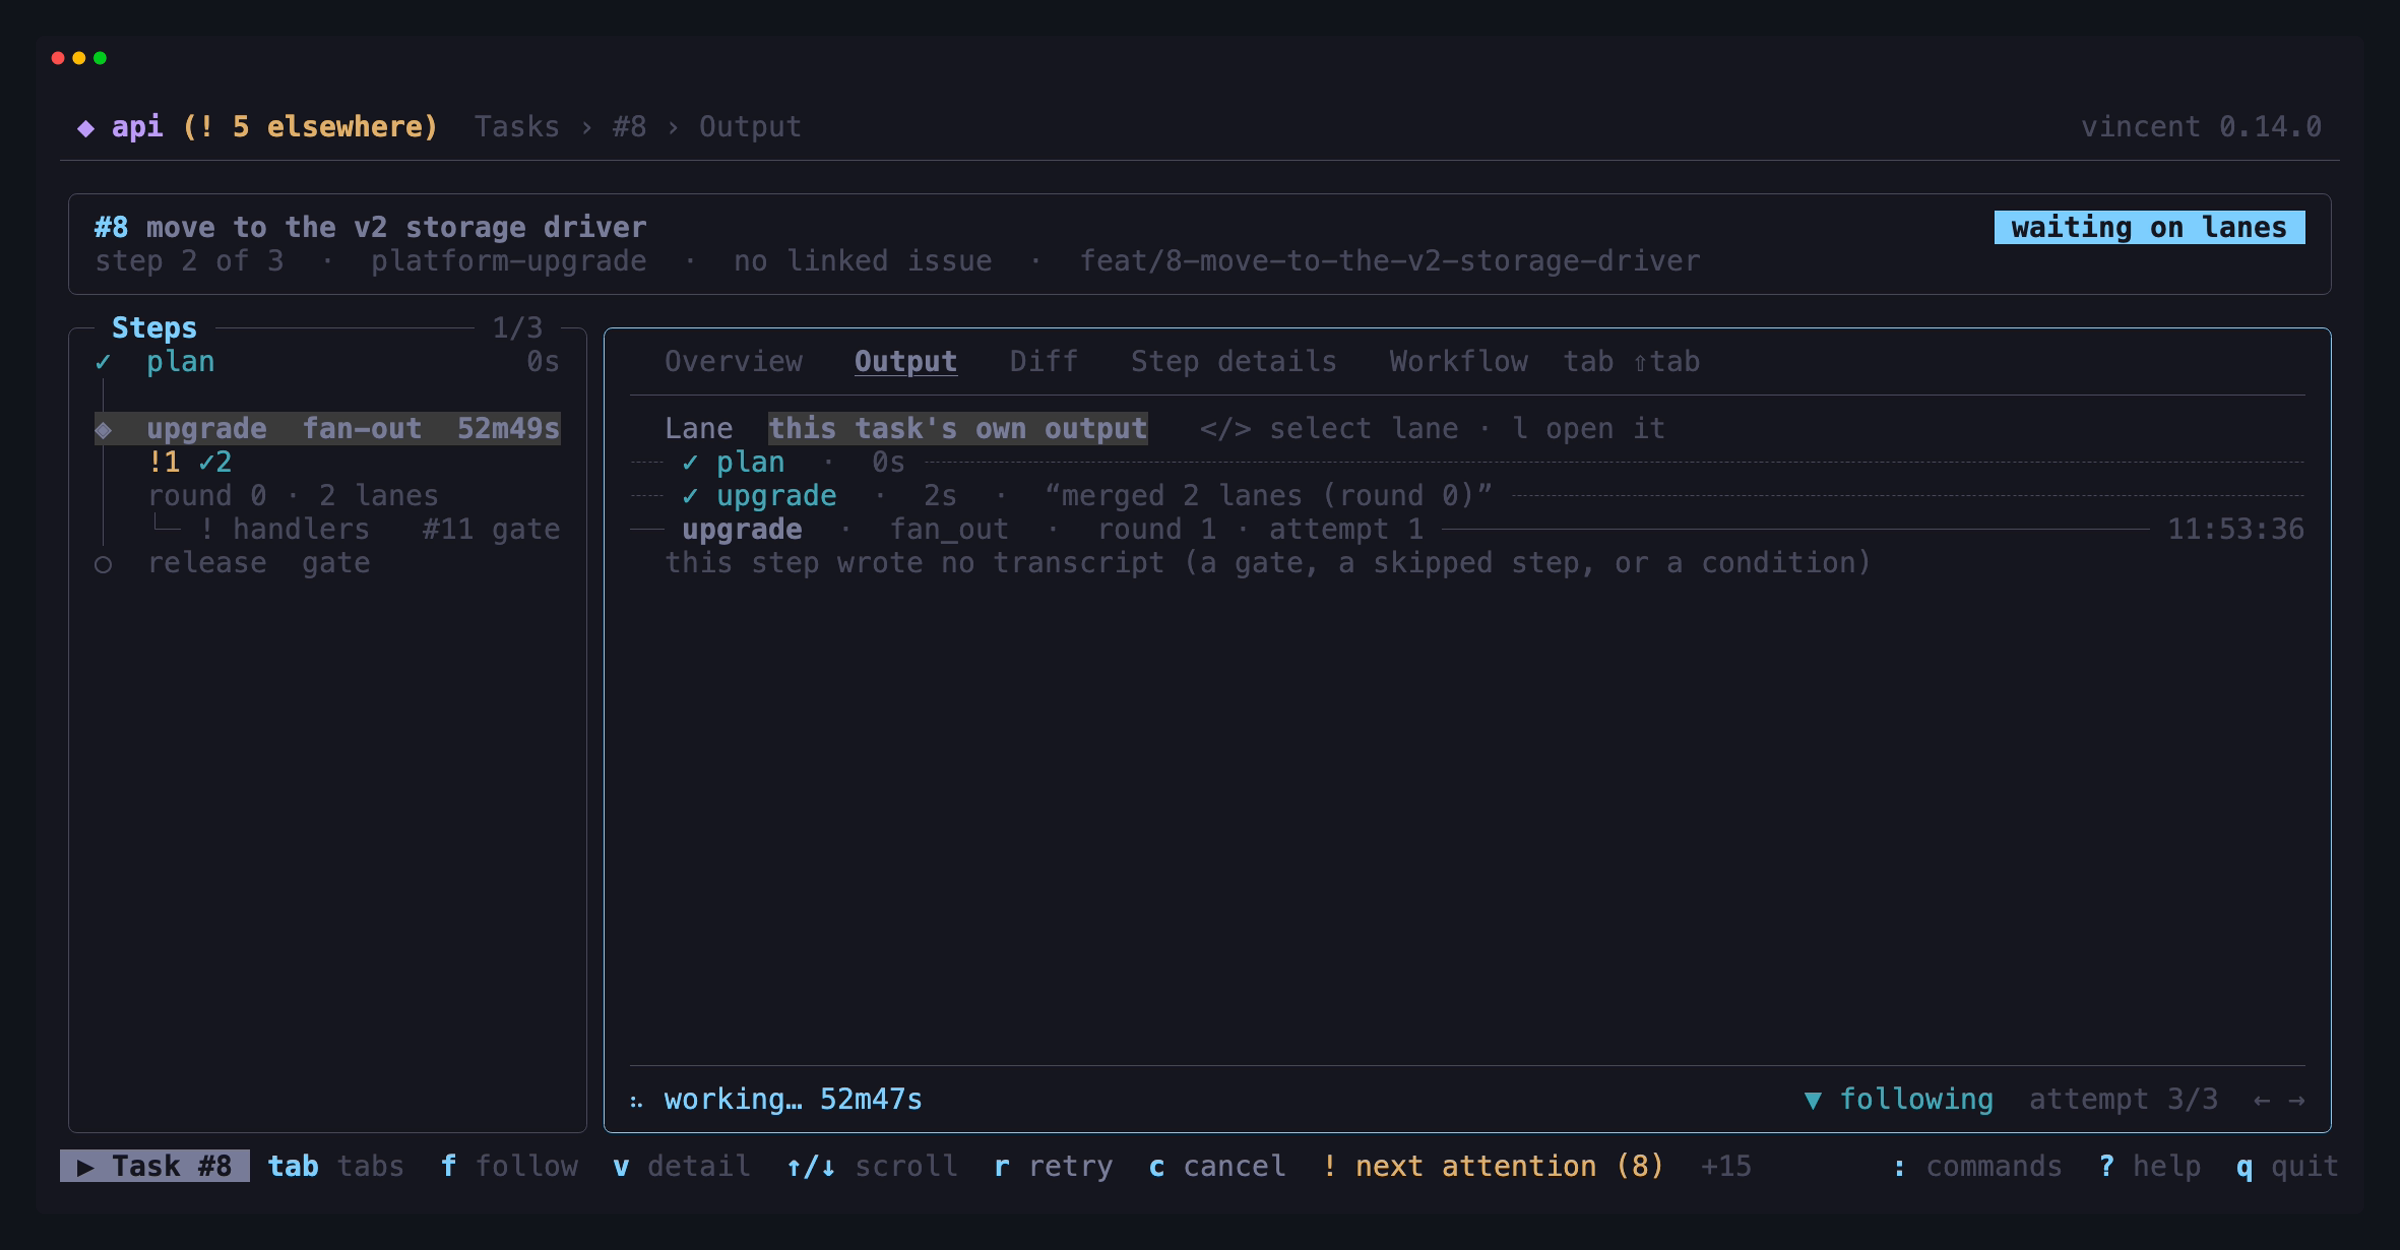 ◆ api (! 5 elsewhere)  Tasks › #8 › Output  vincent 0.14.0
#8 move to the v2 storage driver  waiting on lanes
step 2 of 3 · platform-upgrade · no linked issue · feat/8-move-to-the-v2-storage-driver
Steps 1/3
✓ plan 0s
◈ upgrade fan-out 52m49s
!1 ✓2
round 0 · 2 lanes
└─ ! handlers #11 gate
○ release gate
Overview  Output  Diff  Step details  Workflow  tab ⇧tab
Lane  this task's own output  </> select lane · l open it
✓ plan · 0s
✓ upgrade · 2s · “merged 2 lanes (round 0)”
upgrade · fan_out · round 1 · attempt 1  11:53:36
this step wrote no transcript (a gate, a skipped step, or a condition)
working… 52m47s  ▼ following  attempt 3/3  ← →
▶ Task #8  tab tabs  f follow  v detail  ↑/↓ scroll  r retry  c cancel  ! next attention (8)  +15  : commands  ? help  q quit